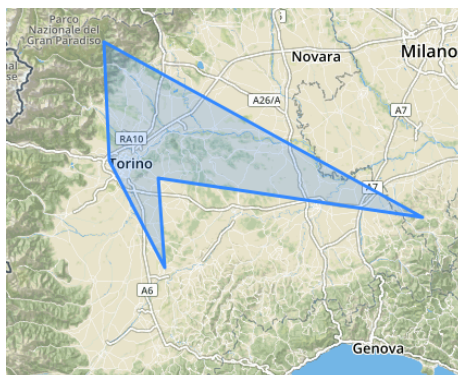 Parco
Nazionale del
Gran Paradiso
Novara
Milano
A26/A
A7
RA10
Torino
A7
A6
Genova